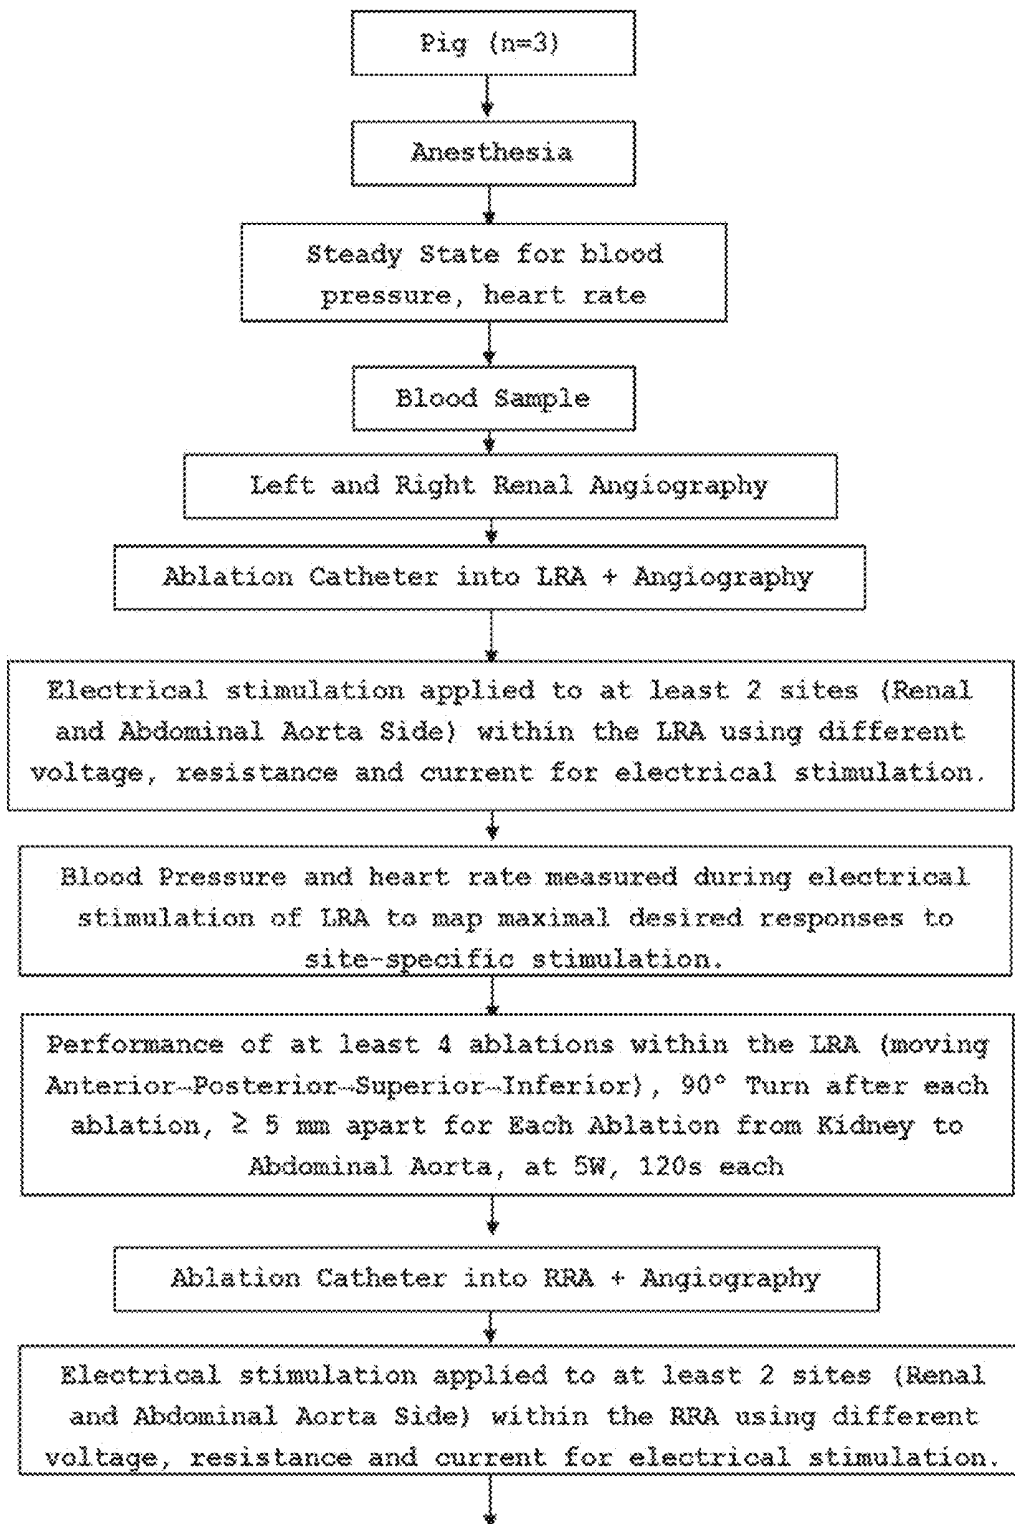 Pig (n=3)
Anesthesia
Steady State for blood
pressure, heart rate
Blood Sample
Left and Right Renal Angiography
Ablation Catheter into LRA + Angiography
Electrical stimulation applied to at least 2 sites (Renal
and Abdominal Aorta Side) within the LRA using different
voltage, resistance and current for electrical stimulation.
Blood Pressure and heart rate measured during electrical
stimulation of LRA to map maximal desired responses to
site-specific stimulation.
Performance of at least 4 ablations within the LRA (moving
Anterior-Posterior-Superior-Inferior), 90° Turn after each
ablation, ≥ 5 mm apart for Each Ablation from Kidney to
Abdominal Aorta, at 5W, 120s each
Ablation Catheter into RRA + Angiography
Electrical stimulation applied to at least 2 sites (Renal
and Abdominal Aorta Side) within the RRA using different
voltage, resistance and current for electrical stimulation.